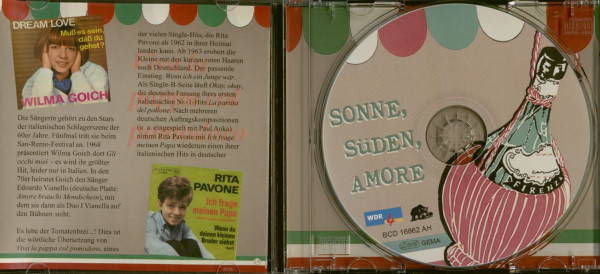 DREAM LOVE
Muß es sein,
daß du
gehst?
WILMA GOICH
Die Sängerin gehört zu den Stars
der italienischen Schlagerszene der
60er Jahre. Fünfmal tritt sie beim
San-Remo-Festival an. 1968
präsentiert Wilma Goich dort Gli
occhi miei - es wird ihr größter
Hit, leider nur in Italien. In den
70er heiratet Goich den Sänger
Edoardo Vianello (deutsche Platte:
Amore braucht Mondschein), mit
dem sie dann als Duo I Vianella auf
den Bühnen steht.
Es lebe der Tomatenbrei...! Dies ist
die wörtliche Übersetzung von
Viva la pappa col pomodoro, eines
der vielen Single-Hits, die Rita
Pavone ab 1962 in ihrer Heimat
landen kann. Ab 1963 erobert die
Kleine mit den kurzen roten Haaren
auch Deutschland. Der passende
Einstieg: Wenn ich ein Junge wär.
Als Single-B-Seite läuft Okay, okay,
die deutsche Fassung ihres ersten
italienischen Nr.-1-Hits La partita
del pallone. Nach mehreren
deutschen Auftragskompositionen
(u. a. eingespielt mit Paul Anka)
nimmt Rita Pavone mit Ich frage
meinen Papa wiederum einen ihrer
italienischen Hits in deutscher
RITA
PAVONE
Ich frage
meinen Papa
Wenn du
deinen kleinen
Bruder siehst
SONNE,
SÜDEN,
AMORE
FIRENZE
WDR
BCD 16862 AH
GEMA